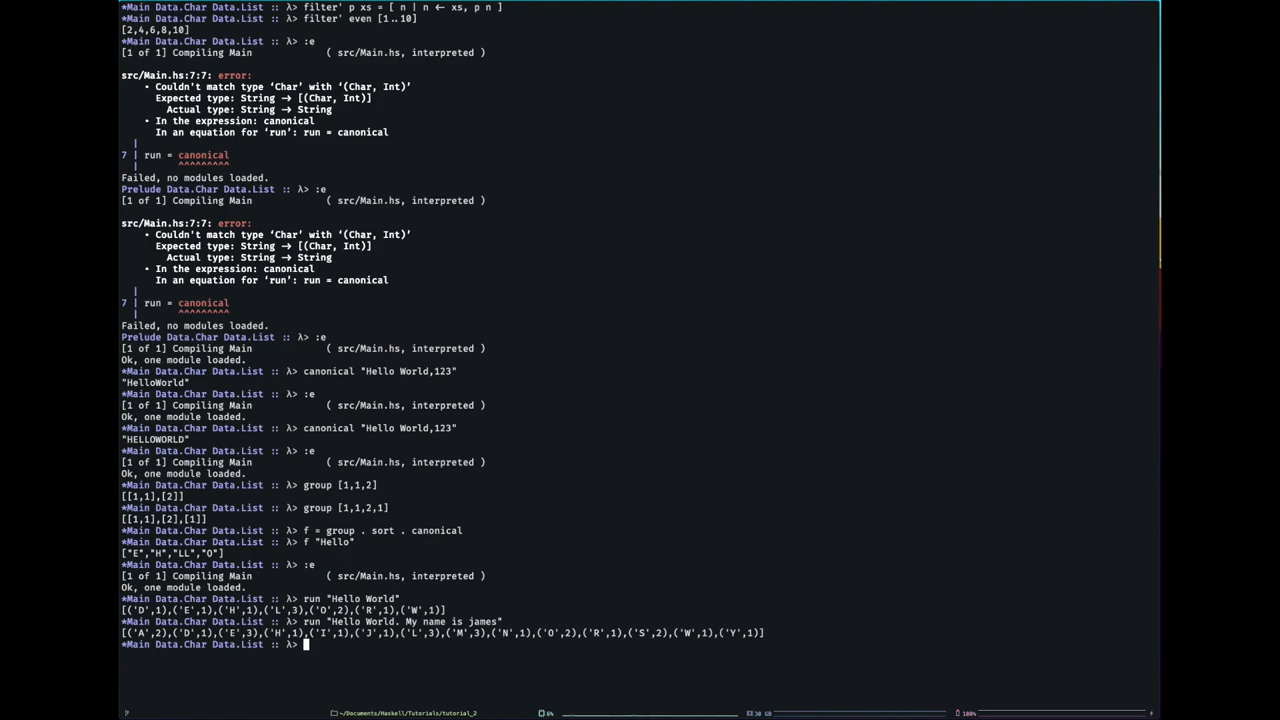 *Main Data.Char Data.List :: λ> filter' p xs = [ n | n ← xs, p n ]
*Main Data.Char Data.List :: λ> filter' even [1..10]
[2,4,6,8,10]
*Main Data.Char Data.List :: λ> :e
[1 of 1] Compiling Main             ( src/Main.hs, interpreted )
src/Main.hs:7:7: error:
• Couldn't match type ‘Char’ with ‘(Char, Int)’
Expected type: String → [(Char, Int)]
Actual type: String → String
• In the expression: canonical
In an equation for ‘run’: run = canonical
|
7 | run = canonical
|       ^^^^^^^^^
Failed, no modules loaded.
Prelude Data.Char Data.List :: λ> :e
[1 of 1] Compiling Main             ( src/Main.hs, interpreted )
src/Main.hs:7:7: error:
• Couldn't match type ‘Char’ with ‘(Char, Int)’
Expected type: String → [(Char, Int)]
Actual type: String → String
• In the expression: canonical
In an equation for ‘run’: run = canonical
|
7 | run = canonical
|       ^^^^^^^^^
Failed, no modules loaded.
Prelude Data.Char Data.List :: λ> :e
[1 of 1] Compiling Main             ( src/Main.hs, interpreted )
Ok, one module loaded.
*Main Data.Char Data.List :: λ> canonical "Hello World,123"
"HelloWorld"
*Main Data.Char Data.List :: λ> :e
[1 of 1] Compiling Main             ( src/Main.hs, interpreted )
Ok, one module loaded.
*Main Data.Char Data.List :: λ> canonical "Hello World,123"
"HELLOWORLD"
*Main Data.Char Data.List :: λ> :e
[1 of 1] Compiling Main             ( src/Main.hs, interpreted )
Ok, one module loaded.
*Main Data.Char Data.List :: λ> group [1,1,2]
[[1,1],[2]]
*Main Data.Char Data.List :: λ> group [1,1,2,1]
[[1,1],[2],[1]]
*Main Data.Char Data.List :: λ> f = group . sort . canonical
*Main Data.Char Data.List :: λ> f "Hello"
["E","H","LL","O"]
*Main Data.Char Data.List :: λ> :e
[1 of 1] Compiling Main             ( src/Main.hs, interpreted )
Ok, one module loaded.
*Main Data.Char Data.List :: λ> run "Hello World"
[('D',1),('E',1),('H',1),('L',3),('O',2),('R',1),('W',1)]
*Main Data.Char Data.List :: λ> run "Hello World. My name is james"
[('A',2),('D',1),('E',3),('H',1),('I',1),('J',1),('L',3),('M',3),('N',1),('O',2),('R',1),('S',2),('W',1),('Y',1)]
*Main Data.Char Data.List :: λ>
~/Documents/Haskell/Tutorials/tutorial_2 6% 30 GB 100%